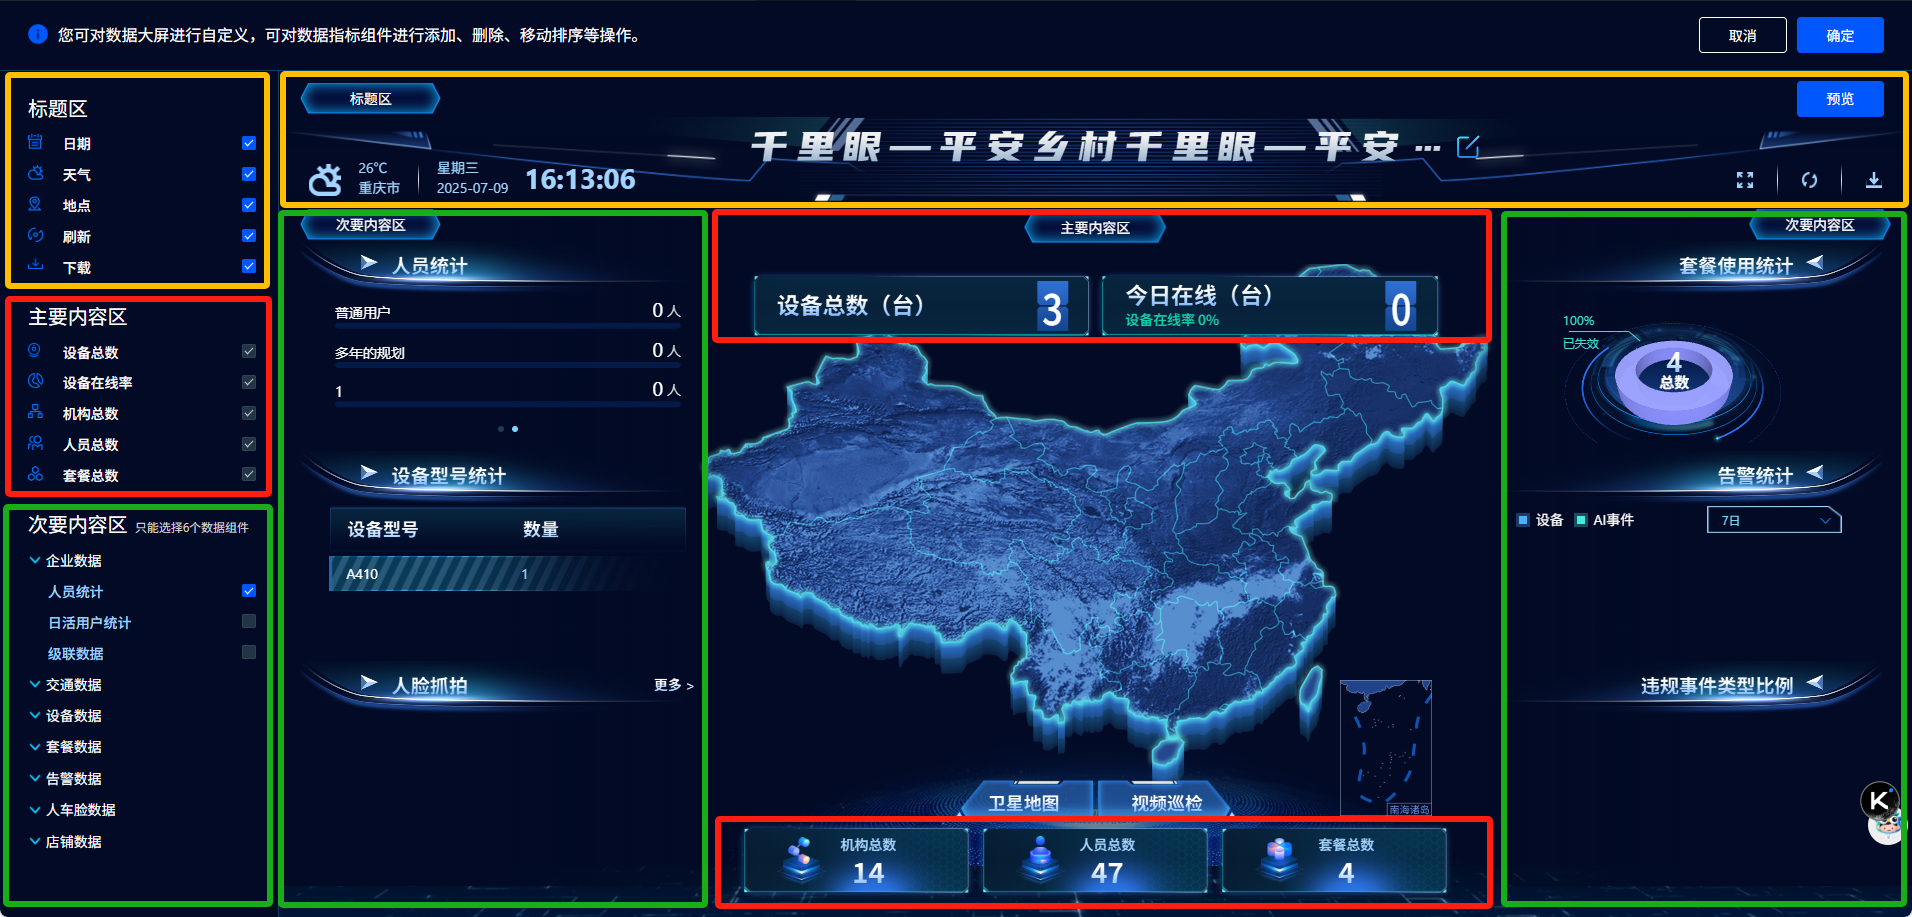 您可对数据大屏进行自定义，可对数据指标组件进行添加、删除、移动排序等操作。
取消
确定
标题区
日期
天气
地点
刷新
下载
主要内容区
设备总数
设备在线率
机构总数
人员总数
套餐总数
次要内容区 只能选择6个数据组件
企业数据
人员统计
日活用户统计
级联数据
交通数据
设备数据
套餐数据
告警数据
人车脸数据
店铺数据
标题区
预览
千里眼—平安乡村千里眼—平安 ...
26℃
重庆市
星期三
2025-07-09
16:13:06
次要内容区
人员统计
普通用户 0 人
多年的规划 0 人
1 0 人
设备型号统计
设备型号 数量
A410 1
人脸抓拍 更多 >
主要内容区
设备总数（台） 3
今日在线（台） 0
设备在线率 0%
南海诸岛
卫星地图
视频巡检
机构总数
14
人员总数
47
套餐总数
4
次要内容区
套餐使用统计
100%
已失效
4
总数
告警统计
设备 AI事件
7日
违规事件类型比例
K